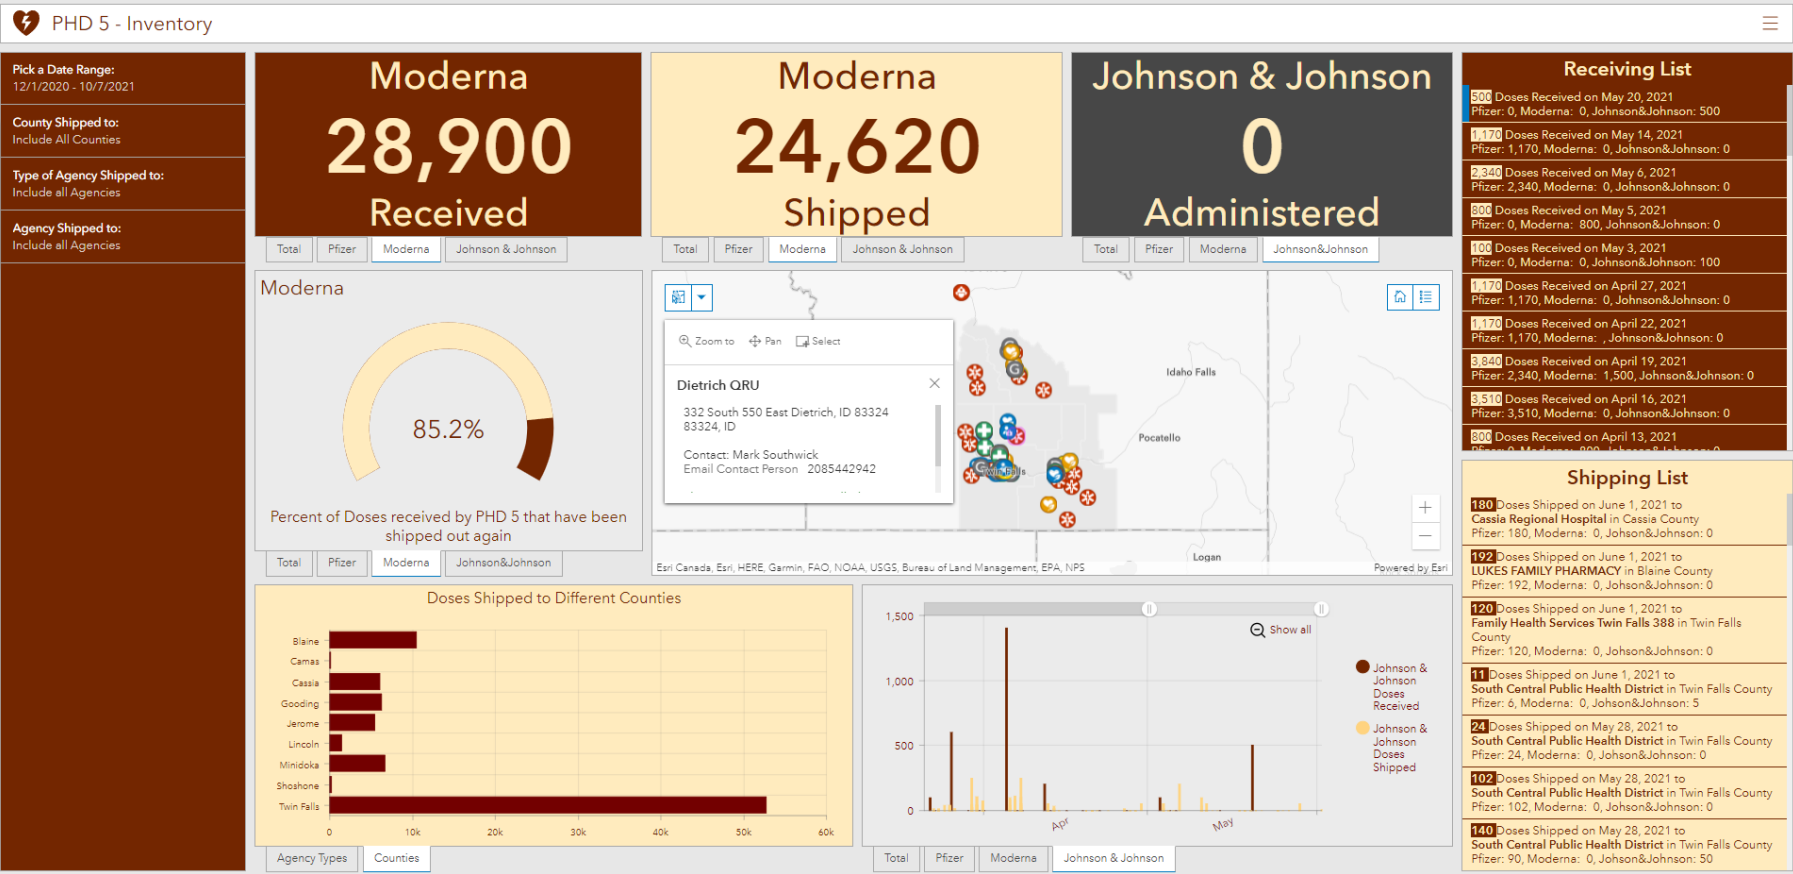 PHD 5 - Inventory
Pick a Date Range:
12/1/2020 - 10/7/2021
County Shipped to:
Include All Counties
Type of Agency Shipped to:
Include all Agencies
Agency Shipped to:
Include all Agencies
Moderna
28,900
Received
Total
Pfizer
Moderna
Johnson & Johnson
Moderna
24,620
Shipped
Total
Pfizer
Moderna
Johnson & Johnson
Johnson & Johnson
0
Administered
Total
Pfizer
Moderna
Johnson&Johnson
Moderna
85.2%
Percent of Doses received by PHD 5 that have been
shipped out again
Total
Pfizer
Moderna
Johnson&Johnson
Zoom to
Pan
Select
Dietrich QRU
332 South 550 East Dietrich, ID 83324
83324, ID
Contact: Mark Southwick
Email Contact Person 2085442942
Idaho Falls
Pocatello
Twin Falls
Logan
Esri Canada, Esri, HERE, Garmin, FAO, NOAA, USGS, Bureau of Land Management, EPA, NPS
Powered by Esri
Doses Shipped to Different Counties
Blaine
Camas
Cassia
Gooding
Jerome
Lincoln
Minidoka
Shoshone
Twin Falls
0
10k
20k
30k
40k
50k
60k
Agency Types
Counties
1,500
1,000
500
0
Show all
Apr
May
Johnson &
Johnson
Doses
Received
Johnson &
Johnson
Doses
Shipped
Total
Pfizer
Moderna
Johnson & Johnson
Receiving List
500 Doses Received on May 20, 2021
Pfizer: 0, Moderna: 0, Johnson&Johnson: 500
1,170 Doses Received on May 14, 2021
Pfizer: 1,170, Moderna: 0, Johnson&Johnson: 0
2,340 Doses Received on May 6, 2021
Pfizer: 2,340, Moderna: 0, Johnson&Johnson: 0
800 Doses Received on May 5, 2021
Pfizer: 0, Moderna: 800, Johnson&Johnson: 0
100 Doses Received on May 3, 2021
Pfizer: 0, Moderna: 0, Johnson&Johnson: 100
1,170 Doses Received on April 27, 2021
Pfizer: 1,170, Moderna: 0, Johnson&Johnson: 0
1,170 Doses Received on April 22, 2021
Pfizer: 1,170, Moderna: , Johnson&Johnson: 0
3,840 Doses Received on April 19, 2021
Pfizer: 2,340, Moderna: 1,500, Johnson&Johnson: 0
3,510 Doses Received on April 16, 2021
Pfizer: 3,510, Moderna: 0, Johnson&Johnson: 0
800 Doses Received on April 13, 2021
Shipping List
180 Doses Shipped on June 1, 2021 to
Cassia Regional Hospital in Cassia County
Pfizer: 180, Moderna: 0, Johson&Johnson: 0
192 Doses Shipped on June 1, 2021 to
LUKES FAMILY PHARMACY in Blaine County
Pfizer: 192, Moderna: 0, Johson&Johnson: 0
120 Doses Shipped on June 1, 2021 to
Family Health Services Twin Falls 388 in Twin Falls
County
Pfizer: 120, Moderna: 0, Johson&Johnson: 0
11 Doses Shipped on June 1, 2021 to
South Central Public Health District in Twin Falls County
Pfizer: 6, Moderna: 0, Johson&Johnson: 5
24 Doses Shipped on May 28, 2021 to
South Central Public Health District in Twin Falls County
Pfizer: 24, Moderna: 0, Johson&Johnson: 0
102 Doses Shipped on May 28, 2021 to
South Central Public Health District in Twin Falls County
Pfizer: 102, Moderna: 0, Johson&Johnson: 0
140 Doses Shipped on May 28, 2021 to
South Central Public Health District in Twin Falls County
Pfizer: 90, Moderna: 0, Johson&Johnson: 50